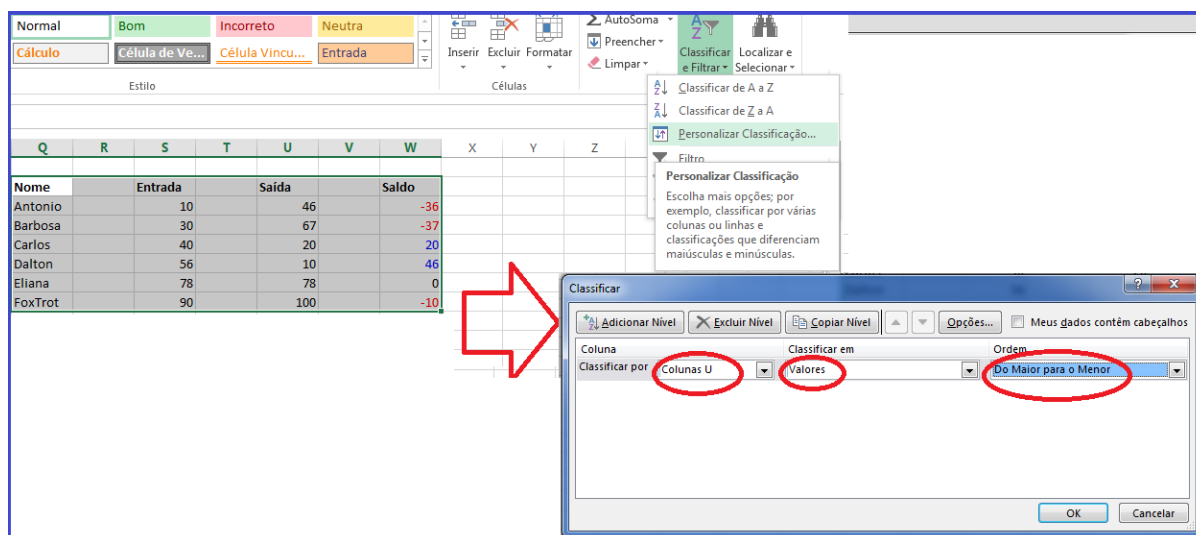 Normal Bom Incorreto Neutra
Cálculo Célula de Ve... Célula Vincu... Entrada
Estilo
Inserir Excluir Formatar
Células
AutoSoma
Preencher
Limpar
Classificar e Filtrar
Localizar e Selecionar
Classificar de A a Z
Classificar de Z a A
Personalizar Classificação...
Filtro
Personalizar Classificação
Escolha mais opções; por
exemplo, classificar por várias
colunas ou linhas e
classificações que diferenciam
maiúsculas e minúsculas.
Q R S T U V W X Y Z
Nome Entrada Saída Saldo
Antonio 10 46 -36
Barbosa 30 67 -37
Carlos 40 20 20
Dalton 56 10 46
Eliana 78 78 0
FoxTrot 90 100 -10
Classificar
Adicionar Nível Excluir Nível Copiar Nível Opções... Meus dados contêm cabeçalhos
Coluna Classificar em Ordem
Classificar por Colunas U Valores Do Maior para o Menor
OK Cancelar